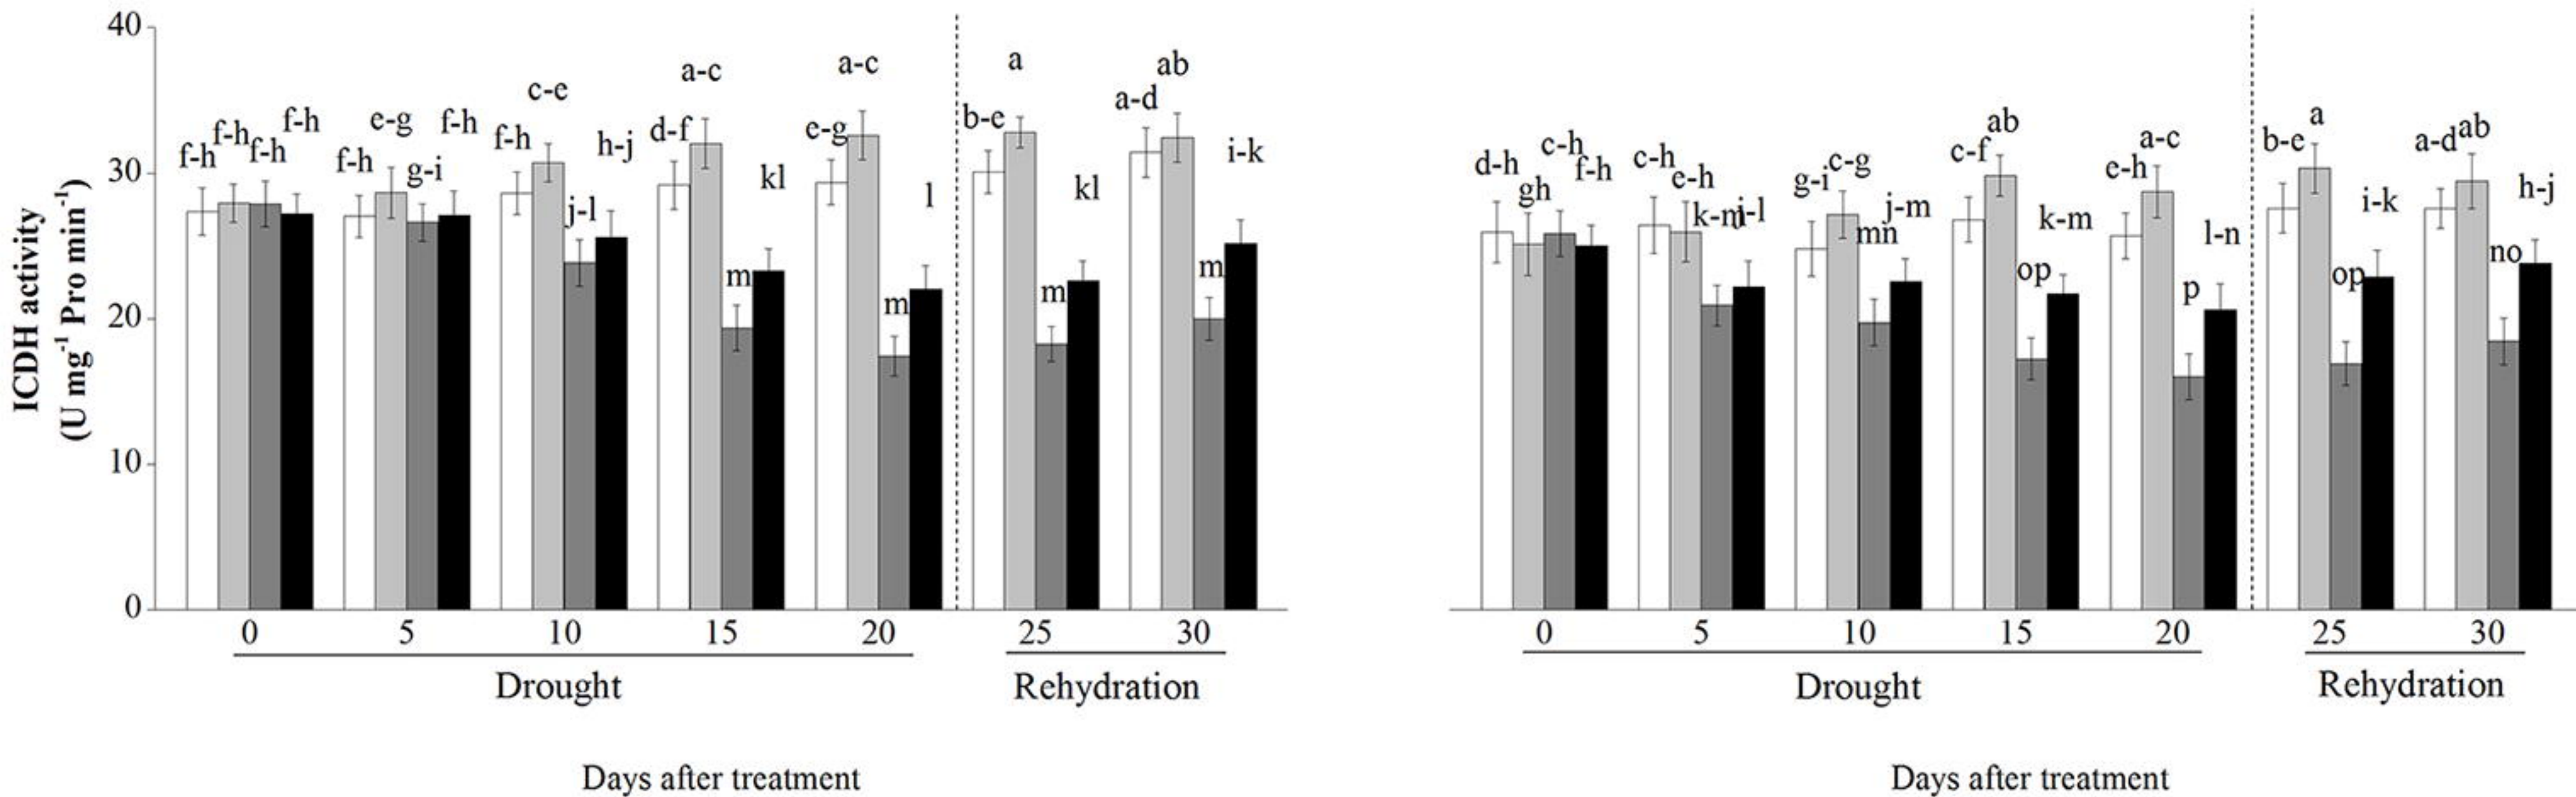 40
30
20
10
0
ICDH activity
(U mg⁻¹ Pro min⁻¹)
f-h f-h f-h f-h
f-h e-g g-i f-h
f-h c-e j-l h-j
d-f a-c m kl
e-g a-c m l
b-e a m kl
a-d ab m i-k
0 5 10 15 20 25 30
Drought Rehydration
Days after treatment
d-h gh c-h f-h
c-h e-h k-m j-l
g-i c-g mn j-m
c-f ab op k-m
e-h a-c p l-n
b-e a op i-k
a-d ab no h-j
0 5 10 15 20 25 30
Drought Rehydration
Days after treatment